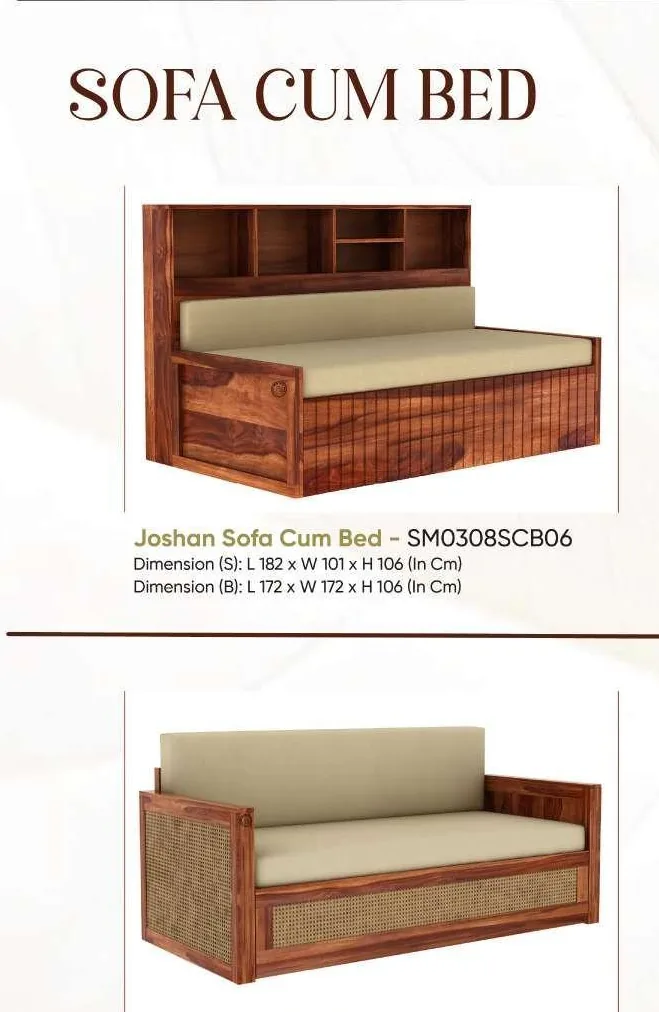 SOFA CUM BED
Joshan Sofa Cum Bed - SM0308SCB06
Dimension (S): L 182 x W 101 x H 106 (In Cm)
Dimension (B): L 172 x W 172 x H 106 (In Cm)